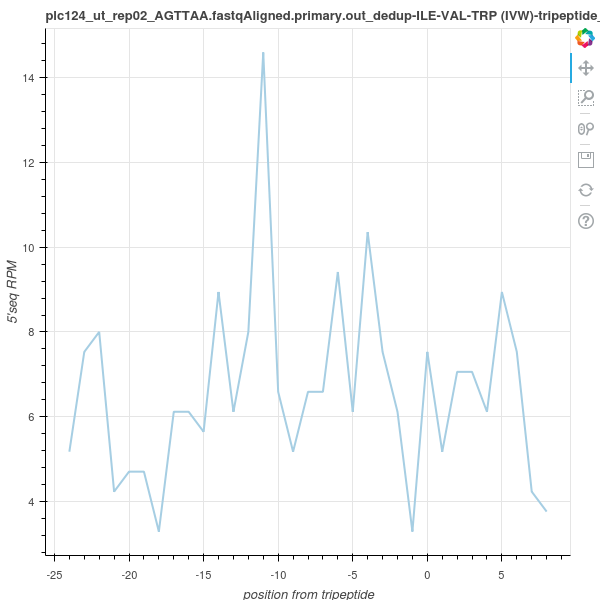 plc124_ut_rep02_AGTTAA.fastqAligned.primary.out_dedup-ILE-VAL-TRP (IVW)-tripeptide_
14
12
10
8
6
4
5'seq RPM
-25 -20 -15 -10 -5 0 5
position from tripeptide